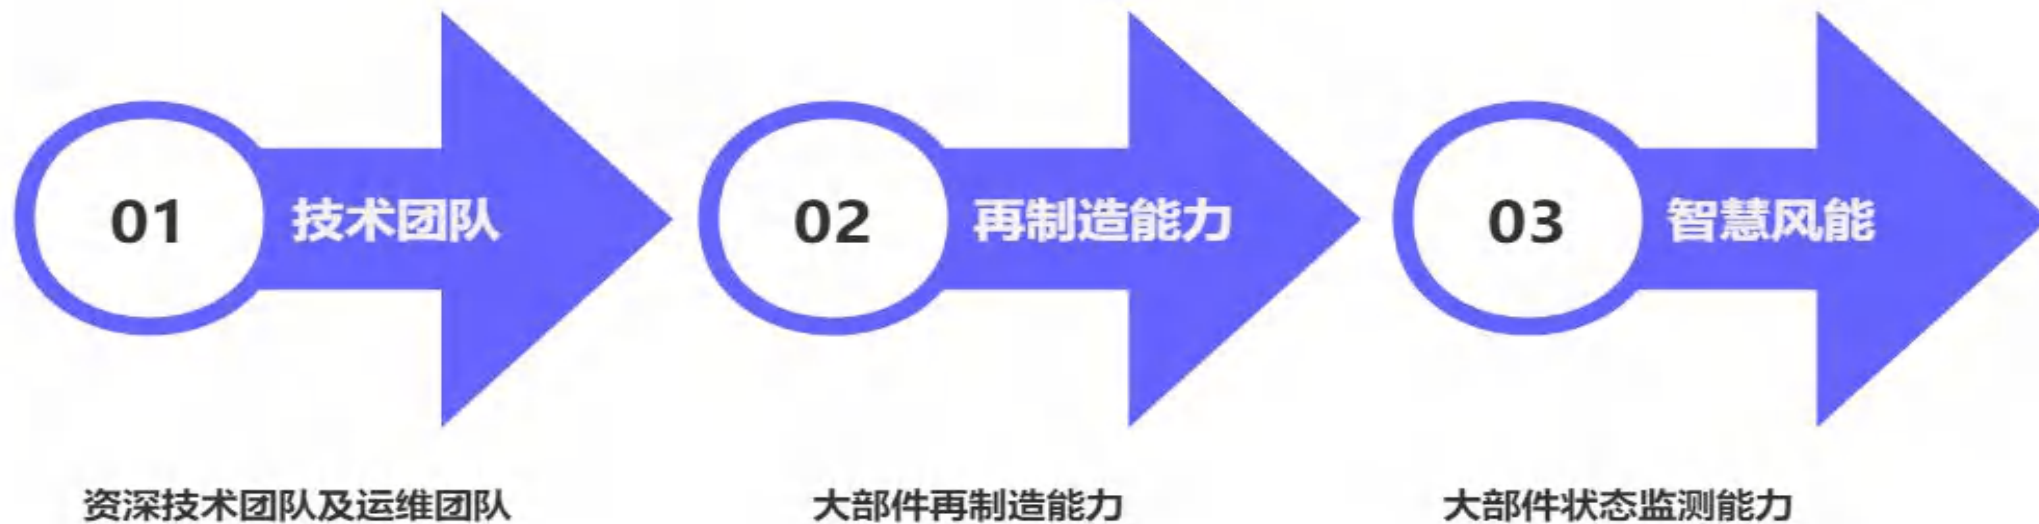 01
技术团队
02
再制造能力
03
智慧风能
资深技术团队及运维团队
大部件再制造能力
大部件状态监测能力